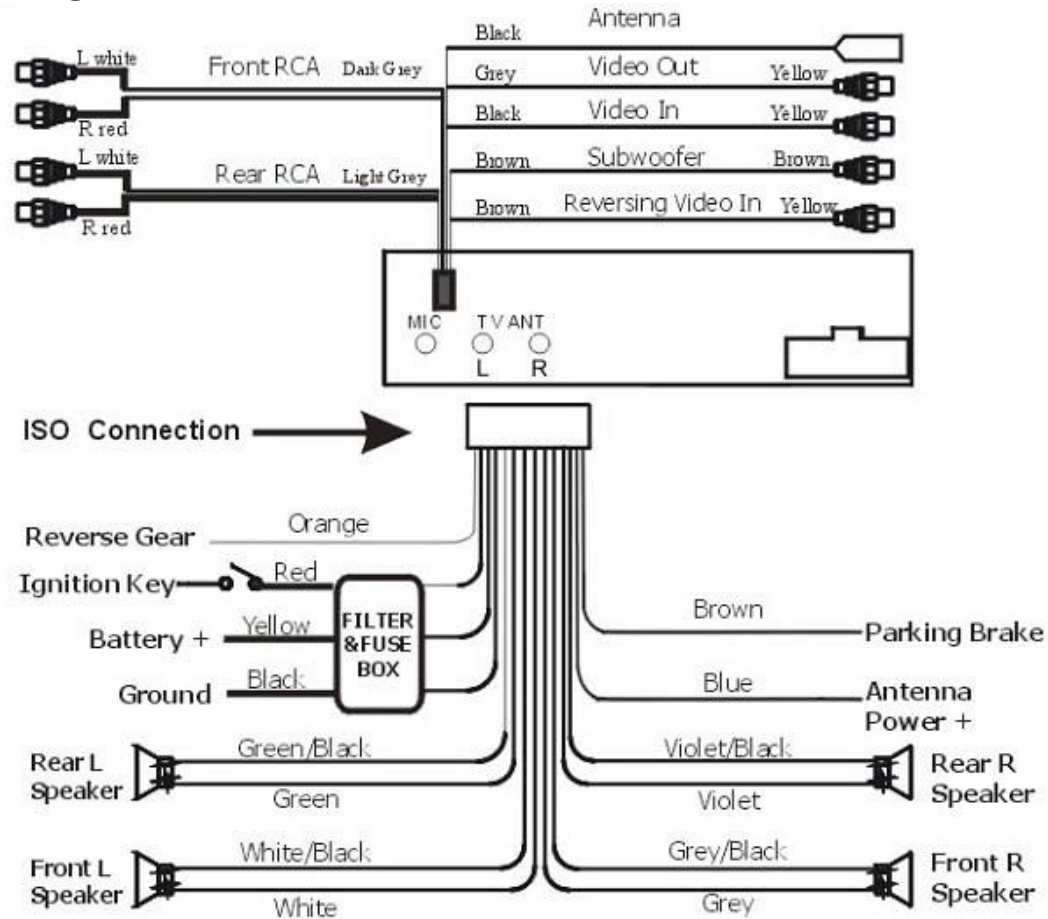 Antenna
Black
L white
Front RCA Dark Grey
Grey Video Out Yellow
R red
Black Video In Yellow
L white
Rear RCA Light Grey
Brown Subwoofer Brown
R red
Brown Reversing Video In Yellow
MIC TV ANT
L R
ISO Connection
Reverse Gear Orange
Ignition Key Red
Battery + Yellow
Ground Black
FILTER
&FUSE
BOX
Brown Parking Brake
Blue Antenna
Power +
Rear L
Speaker
Green/Black
Green
Violet/Black
Violet
Rear R
Speaker
Front L
Speaker
White/Black
White
Grey/Black
Grey
Front R
Speaker